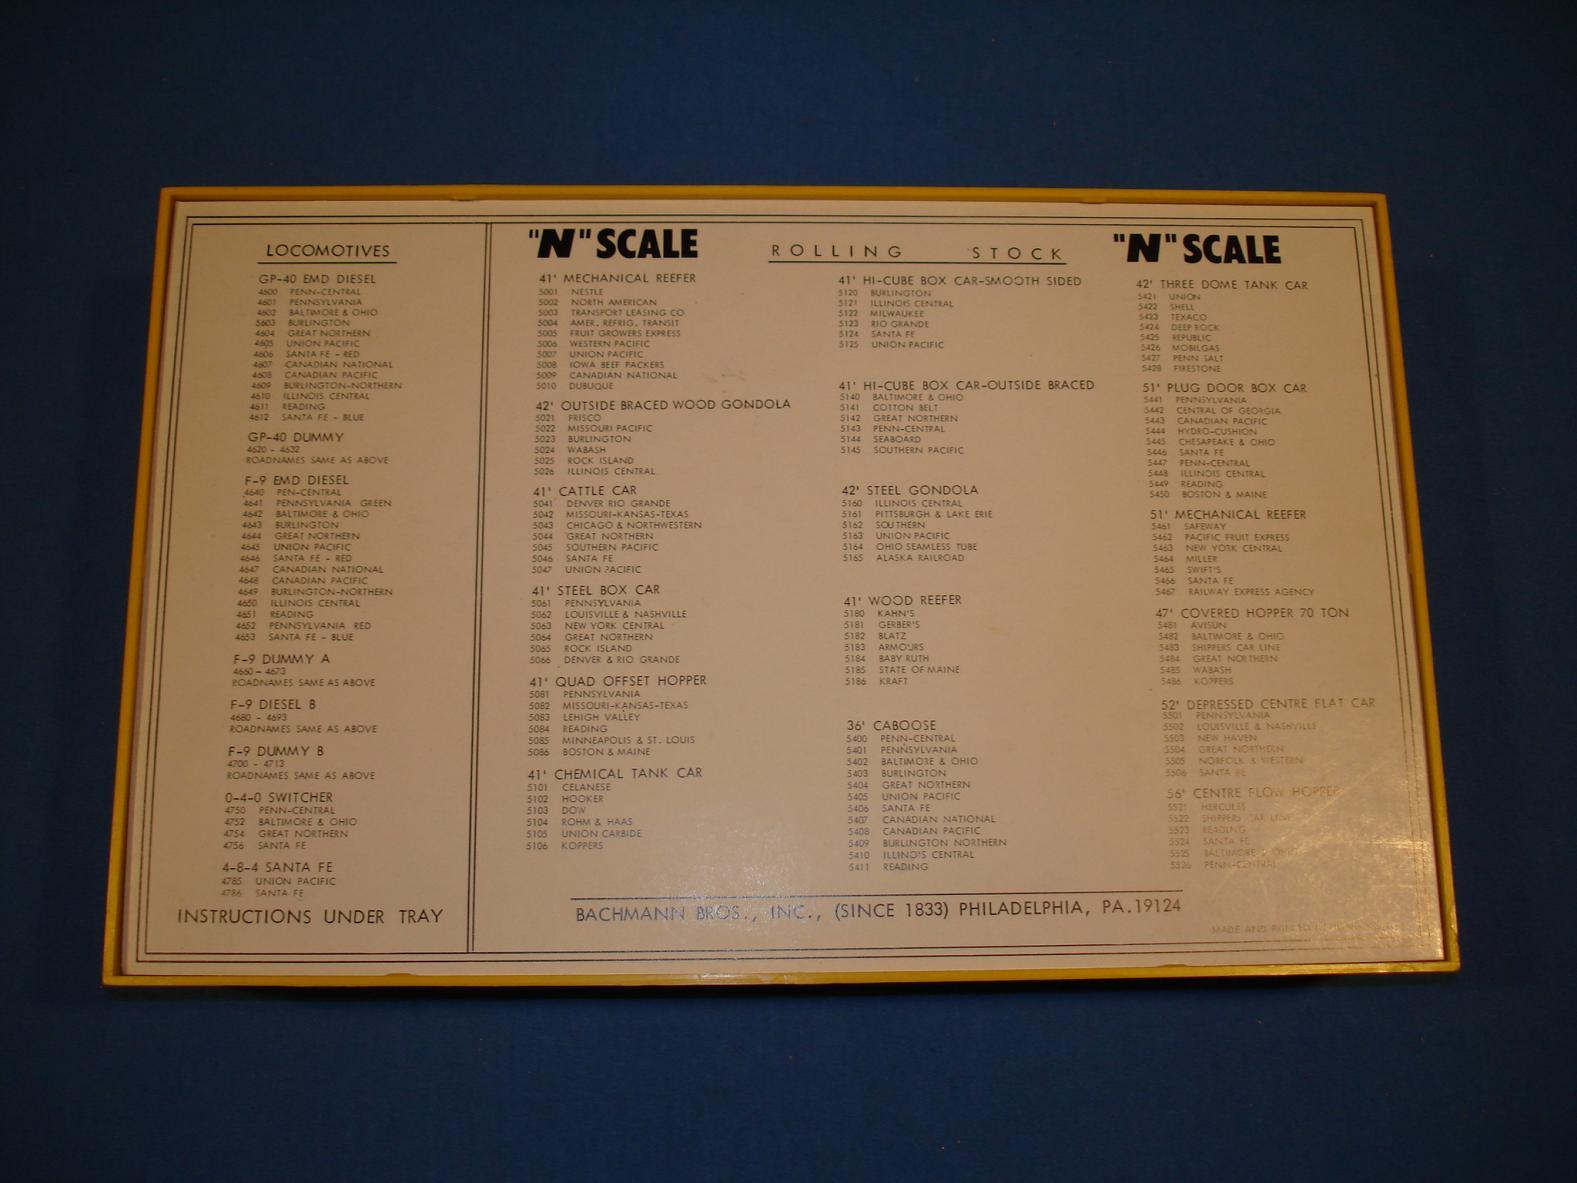 LOCOMOTIVES
GP-40 EMD DIESEL
4600 PENN-CENTRAL
4601 PENNSYLVANIA
4602 BALTIMORE & OHIO
5603 BURLINGTON
4604 GREAT NORTHERN
4605 UNION PACIFIC
4606 SANTA FE - RED
4607 CANADIAN NATIONAL
4608 CANADIAN PACIFIC
4609 BURLINGTON-NORTHERN
4610 ILLINOIS CENTRAL
4611 READING
4612 SANTA FE - BLUE
GP-40 DUMMY
4620 - 4632
ROADNAMES SAME AS ABOVE
F-9 EMD DIESEL
4640 PEN-CENTRAL
4641 PENNSYLVANIA GREEN
4642 BALTIMORE & OHIO
4643 BURLINGTON
4644 GREAT NORTHERN
4645 UNION PACIFIC
4646 SANTA FE - RED
4647 CANADIAN NATIONAL
4648 CANADIAN PACIFIC
4649 BURLINGTON-NORTHERN
4650 ILLINOIS CENTRAL
4651 READING
4652 PENNSYLVANIA RED
4653 SANTA FE - BLUE
F-9 DUMMY A
4660 - 4673
ROADNAMES SAME AS ABOVE
F-9 DIESEL B
4680 - 4693
ROADNAMES SAME AS ABOVE
F-9 DUMMY B
4700 - 4713
ROADNAMES SAME AS ABOVE
0-4-0 SWITCHER
4750 PENN-CENTRAL
4752 BALTIMORE & OHIO
4754 GREAT NORTHERN
4756 SANTA FE
4-8-4 SANTA FE
4785 UNION PACIFIC
4786 SANTA FE
INSTRUCTIONS UNDER TRAY
"N" SCALE
ROLLING STOCK
"N" SCALE
41' MECHANICAL REEFER
5001 NESTLE
5002 NORTH AMERICAN
5003 TRANSPORT LEASING CO
5004 AMER. REFRIG. TRANSIT
5005 FRUIT GROWERS EXPRESS
5006 WESTERN PACIFIC
5007 UNION PACIFIC
5008 IOWA BEEF PACKERS
5009 CANADIAN NATIONAL
5010 DUBUQUE
42' OUTSIDE BRACED WOOD GONDOLA
5021 FRISCO
5022 MISSOURI PACIFIC
5023 BURLINGTON
5024 WABASH
5025 ROCK ISLAND
5026 ILLINOIS CENTRAL
41' CATTLE CAR
5041 DENVER RIO GRANDE
5042 MISSOURI-KANSAS-TEXAS
5043 CHICAGO & NORTHWESTERN
5044 GREAT NORTHERN
5045 SOUTHERN PACIFIC
5046 SANTA FE
5047 UNION PACIFIC
41' STEEL BOX CAR
5061 PENNSYLVANIA
5062 LOUISVILLE & NASHVILLE
5063 NEW YORK CENTRAL
5064 GREAT NORTHERN
5065 ROCK ISLAND
5066 DENVER & RIO GRANDE
41' QUAD OFFSET HOPPER
5081 PENNSYLVANIA
5082 MISSOURI-KANSAS-TEXAS
5083 LEHIGH VALLEY
5084 READING
5085 MINNEAPOLIS & ST. LOUIS
5086 BOSTON & MAINE
41' CHEMICAL TANK CAR
5101 CELANESE
5102 HOOKER
5103 DOW
5104 ROHM & HAAS
5105 UNION CARBIDE
5106 KOPPERS
41' HI-CUBE BOX CAR-SMOOTH SIDED
5120 BURLINGTON
5121 ILLINOIS CENTRAL
5122 MILWAUKEE
5123 RIO GRANDE
5124 SANTA FE
5125 UNION PACIFIC
41' HI-CUBE BOX CAR-OUTSIDE BRACED
5140 BALTIMORE & OHIO
5141 COTTON BELT
5142 GREAT NORTHERN
5143 PENN-CENTRAL
5144 SEABOARD
5145 SOUTHERN PACIFIC
42' STEEL GONDOLA
5160 ILLINOIS CENTRAL
5161 PITTSBURGH & LAKE ERIE
5162 SOUTHERN
5163 UNION PACIFIC
5164 OHIO SEAMLESS TUBE
5165 ALASKA RAILROAD
41' WOOD REEFER
5180 KAHN'S
5181 GERBER'S
5182 BLATZ
5183 ARMOURS
5184 BABY RUTH
5185 STATE OF MAINE
5186 KRAFT
36' CABOOSE
5400 PENN-CENTRAL
5401 PENNSYLVANIA
5402 BALTIMORE & OHIO
5403 BURLINGTON
5404 GREAT NORTHERN
5405 UNION PACIFIC
5406 SANTA FE
5407 CANADIAN NATIONAL
5408 CANADIAN PACIFIC
5409 BURLINGTON NORTHERN
5410 ILLINOIS CENTRAL
5411 READING
42' THREE DOME TANK CAR
5421 UNION
5422 SHELL
5423 TEXACO
5424 DEEP ROCK
5425 REPUBLIC
5426 MOBILGAS
5427 PENN SALT
5428 FIRESTONE
51' PLUG DOOR BOX CAR
5441 PENNSYLVANIA
5442 CENTRAL OF GEORGIA
5443 CANADIAN PACIFIC
5444 HYDRO-CUSHION
5445 CHESAPEAKE & OHIO
5446 SANTA FE
5447 PENN-CENTRAL
5448 ILLINOIS CENTRAL
5449 READING
5450 BOSTON & MAINE
51' MECHANICAL REEFER
5461 SAFEWAY
5462 PACIFIC FRUIT EXPRESS
5463 NEW YORK CENTRAL
5464 MILLER
5465 SWIFT'S
5466 SANTA FE
5467 RAILWAY EXPRESS AGENCY
47' COVERED HOPPER 70 TON
5481 AVISUN
5482 BALTIMORE & OHIO
5483 SHIPPERS CAR LINE
5484 GREAT NORTHERN
5485 WABASH
5486 KOPPERS
52' DEPRESSED CENTRE FLAT CAR
5501 PENNSYLVANIA
5502 LOUISVILLE & NASHVILLE
5503 NEW HAVEN
5504 GREAT NORTHERN
5505 NORFOLK & WESTERN
5506 SANTA FE
56' CENTRE FLOW HOPPER
5521 HERCULES
5522 SHIPPERS CAR LINE
5523 READING
5524 SANTA FE
5525 BALTIMORE & OHIO
5526 PENN-CENTRAL
BACHMANN BROS., INC., (SINCE 1833) PHILADELPHIA, PA.19124
MADE AND PRINTED